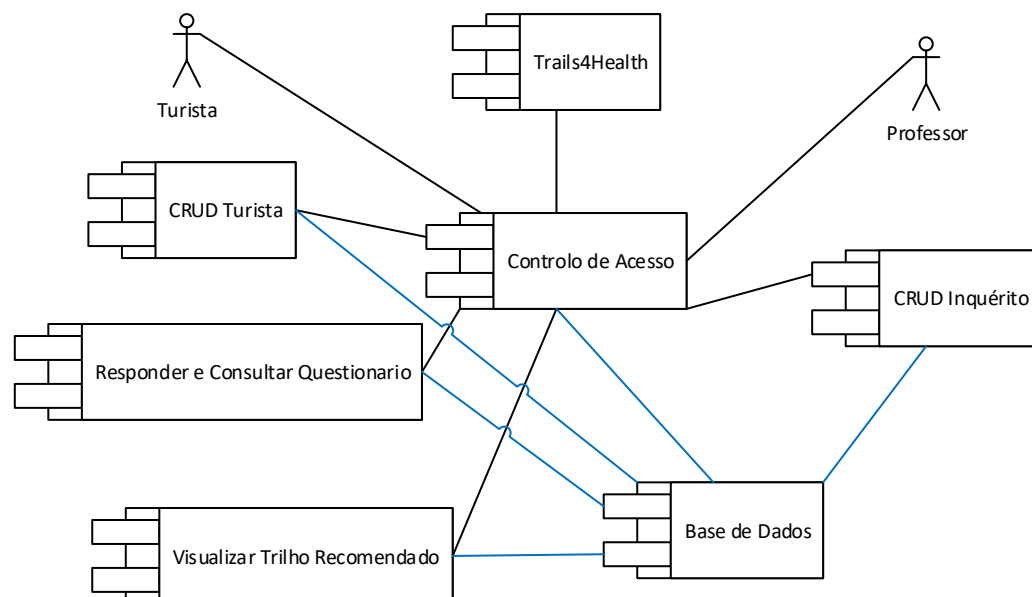 Trails4Health
Turista
Professor
CRUD Turista
Controlo de Acesso
CRUD Inquérito
Responder e Consultar Questionario
Base de Dados
Visualizar Trilho Recomendado